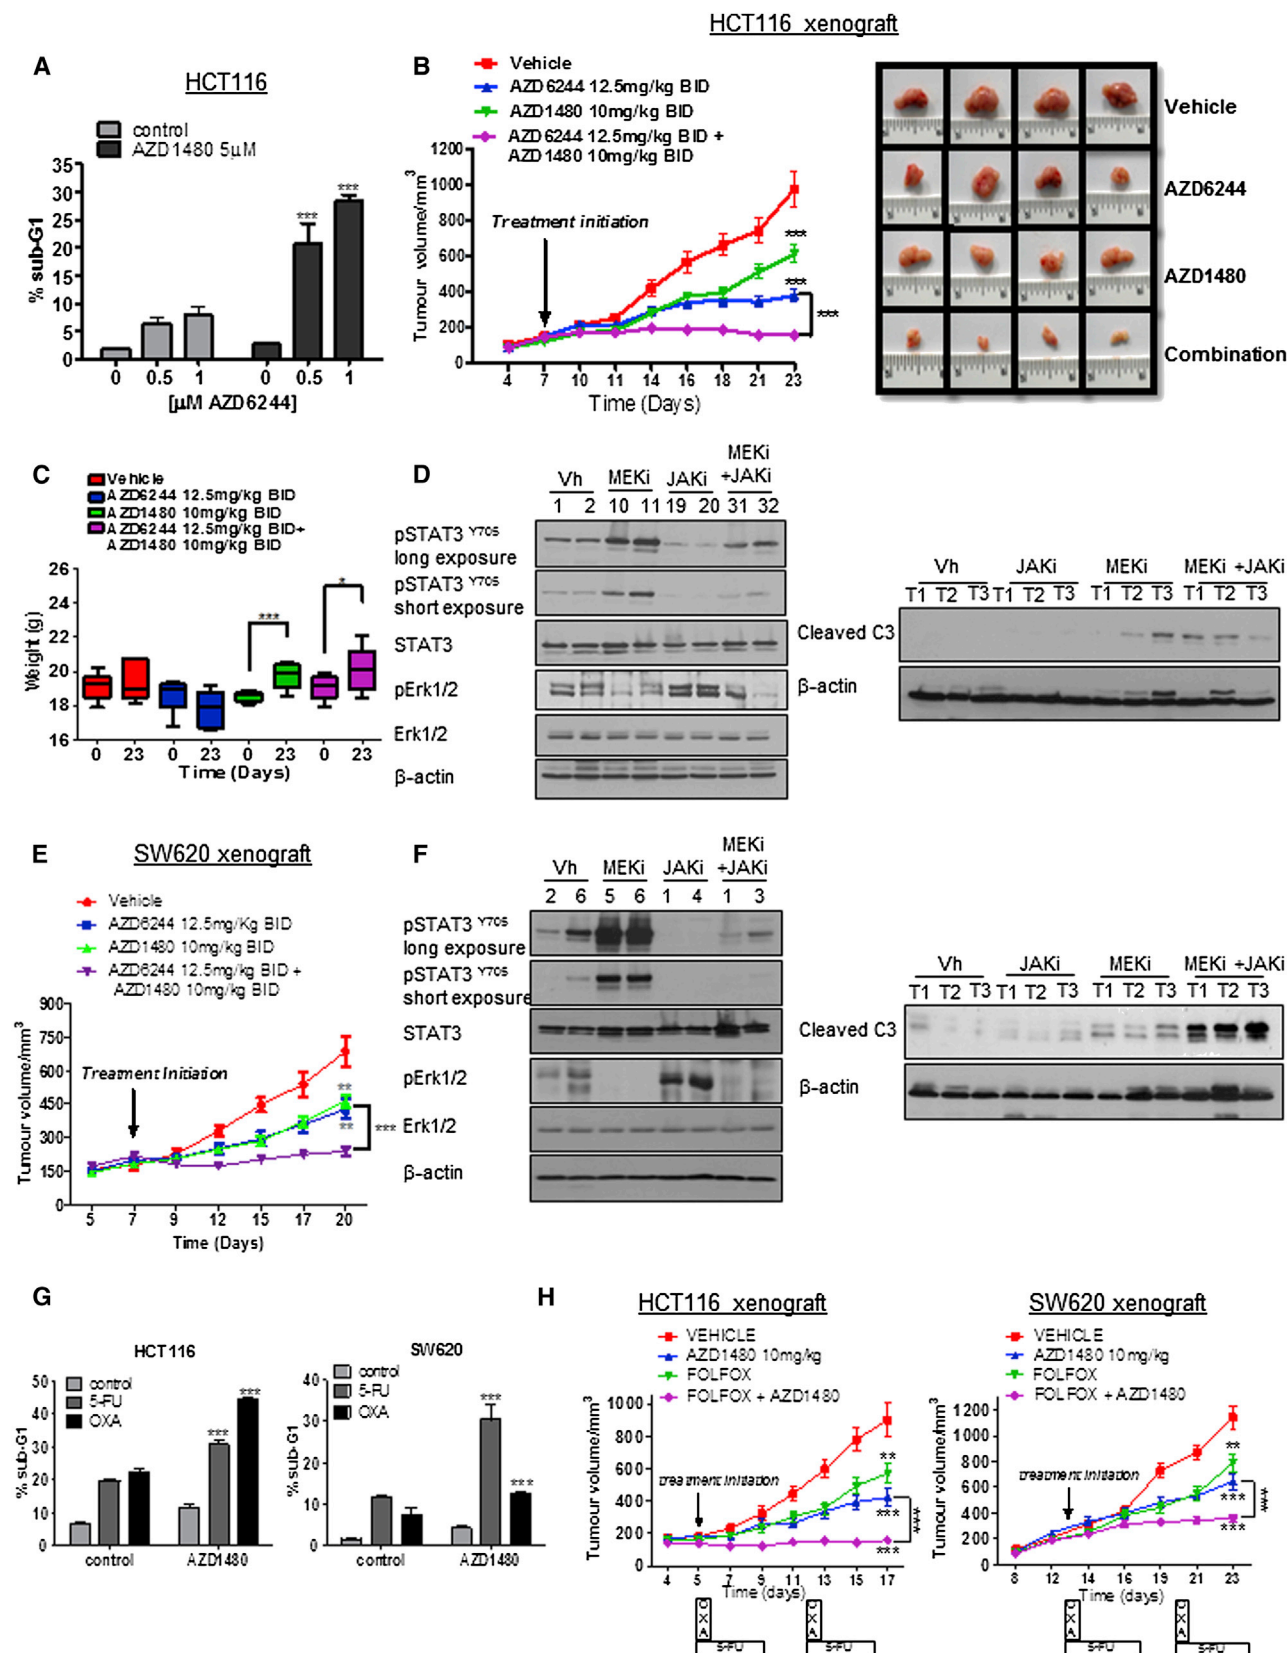 HCT116 xenograft
A
HCT116
control
AZD1480 5µM
% sub-G1
35
30
25
20
15
10
5
0
***
***
0 0.5 1 0 0.5 1
[µM AZD6244]
B
Vehicle
AZD6244 12.5mg/kg BID
AZD1480 10mg/kg BID
AZD6244 12.5mg/kg BID +
AZD1480 10mg/kg BID
Tumour volume/mm³
1200
1000
800
600
400
200
0
Treatment initiation
***
***
***
4 7 10 11 14 16 18 21 23
Time (Days)
Vehicle
AZD6244
AZD1480
Combination
C
Vehicle
AZD6244 12.5mg/kg BID
AZD1480 10mg/kg BID
AZD6244 12.5mg/kg BID+
AZD1480 10mg/kg BID
Weight (g)
26
24
22
20
18
16
***
*
0 23 0 23 0 23 0 23
Time (Days)
D
Vh MEKi JAKi MEKi +JAKi
1 2 10 11 19 20 31 32
pSTAT3 Y705
long exposure
pSTAT3 Y705
short exposure
STAT3
pErk1/2
Erk1/2
β-actin
Vh JAKi MEKi MEKi +JAKi
T1 T2 T3 T1 T2 T3 T1 T2 T3 T1 T2 T3
Cleaved C3
β-actin
E
SW620 xenograft
Vehicle
AZD6244 12.5mg/Kg BID
AZD1480 10mg/kg BID
AZD6244 12.5mg/kg BID +
AZD1480 10mg/kg BID
Tumour volume/mm³
900
750
600
450
300
150
0
Treatment Initiation
**
**
***
5 7 9 12 15 17 20
Time (Days)
F
Vh MEKi JAKi MEKi +JAKi
2 6 5 6 1 4 1 3
pSTAT3 Y705
long exposure
pSTAT3 Y705
short exposure
STAT3
pErk1/2
Erk1/2
β-actin
Vh JAKi MEKi MEKi +JAKi
T1 T2 T3 T1 T2 T3 T1 T2 T3 T1 T2 T3
Cleaved C3
β-actin
G
HCT116
control
5-FU
OXA
% sub-G1
50
40
30
20
10
0
***
***
control AZD1480
SW620
control
5-FU
OXA
% sub-G1
40
30
20
10
0
***
***
control AZD1480
H
HCT116 xenograft
VEHICLE
AZD1480 10mg/kg
FOLFOX
FOLFOX + AZD1480
Tumour volume/mm³
1000
800
600
400
200
0
treatment initiation
**
***
***
***
4 5 7 9 11 13 15 17
Time (days)
OXA
5-FU
OXA
5-FU
SW620 xenograft
VEHICLE
AZD1480 10mg/kg
FOLFOX
FOLFOX + AZD1480
Tumour volume/mm³
1200
1000
800
600
400
200
0
treatment initiation
**
***
***
***
8 12 14 16 19 21 23
Time (days)
OXA
5-FU
OXA
5-FU